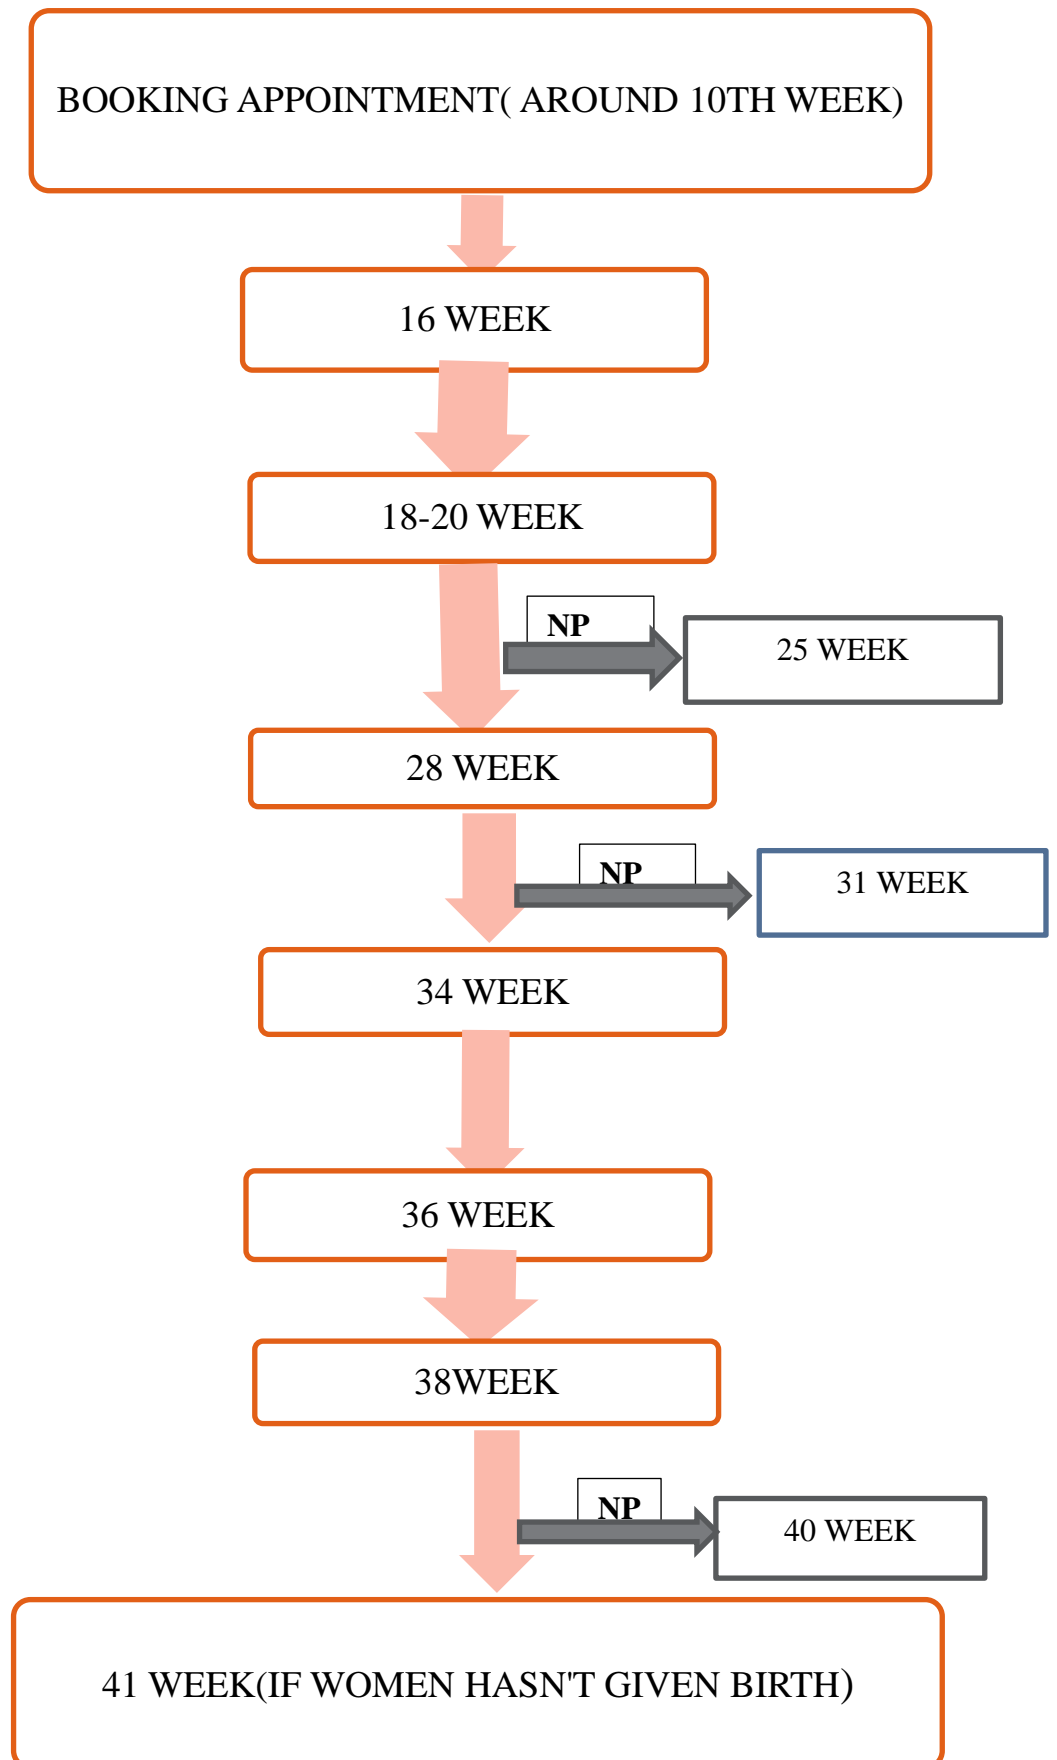 BOOKING APPOINTMENT( AROUND 10TH WEEK)
16 WEEK
18-20 WEEK
NP
25 WEEK
28 WEEK
NP
31 WEEK
34 WEEK
36 WEEK
38WEEK
NP
40 WEEK
41 WEEK(IF WOMEN HASN'T GIVEN BIRTH)